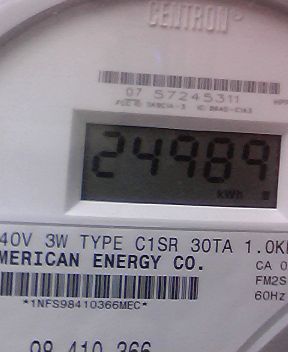 CENTRON
07 57245311
24989
kWh
40V 3W TYPE C1SR 30TA 1.0K
MERICAN ENERGY CO.
CA 0
FM2S
60Hz
*1NFS98410366MEC*
98 410 366